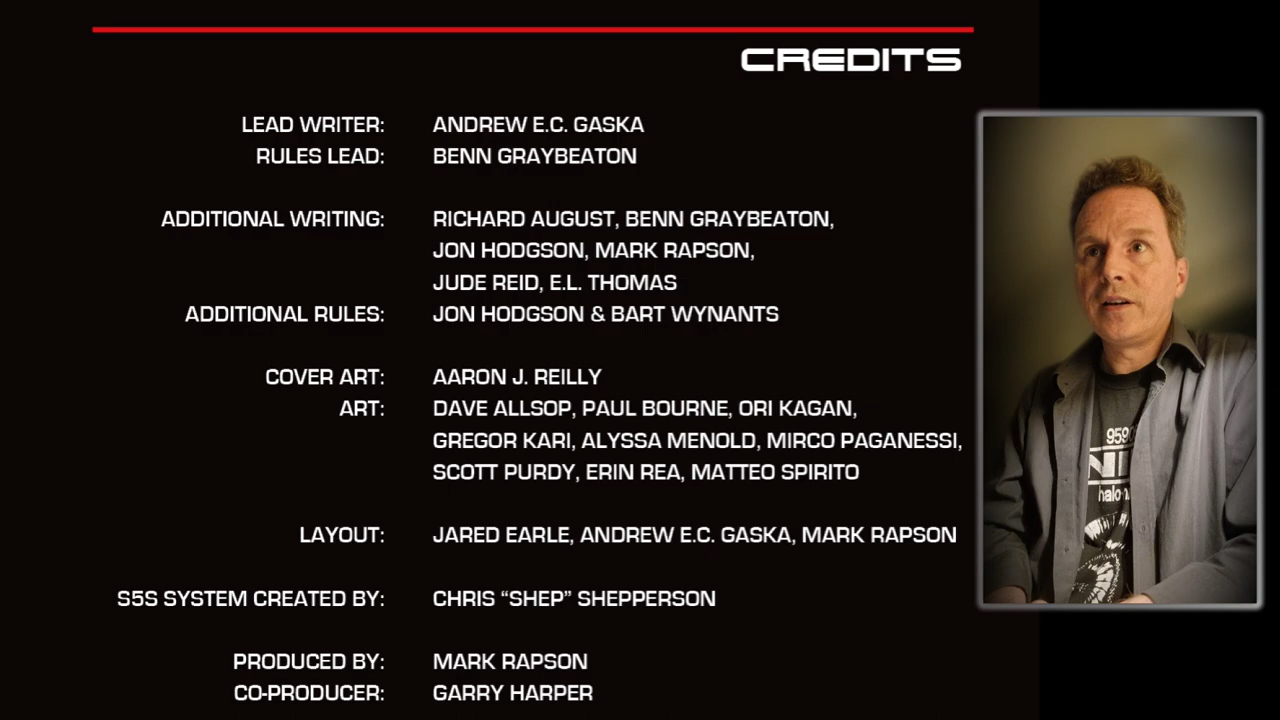 CREDITS
LEAD WRITER: ANDREW E.C. GASKA
RULES LEAD: BENN GRAYBEATON
ADDITIONAL WRITING: RICHARD AUGUST, BENN GRAYBEATON,
JON HODGSON, MARK RAPSON,
JUDE REID, E.L. THOMAS
ADDITIONAL RULES: JON HODGSON & BART WYNANTS
COVER ART: AARON J. REILLY
ART: DAVE ALLSOP, PAUL BOURNE, ORI KAGAN,
GREGOR KARI, ALYSSA MENOLD, MIRCO PAGANESSI,
SCOTT PURDY, ERIN REA, MATTEO SPIRITO
LAYOUT: JARED EARLE, ANDREW E.C. GASKA, MARK RAPSON
S5S SYSTEM CREATED BY: CHRIS “SHEP” SHEPPERSON
PRODUCED BY: MARK RAPSON
CO-PRODUCER: GARRY HARPER